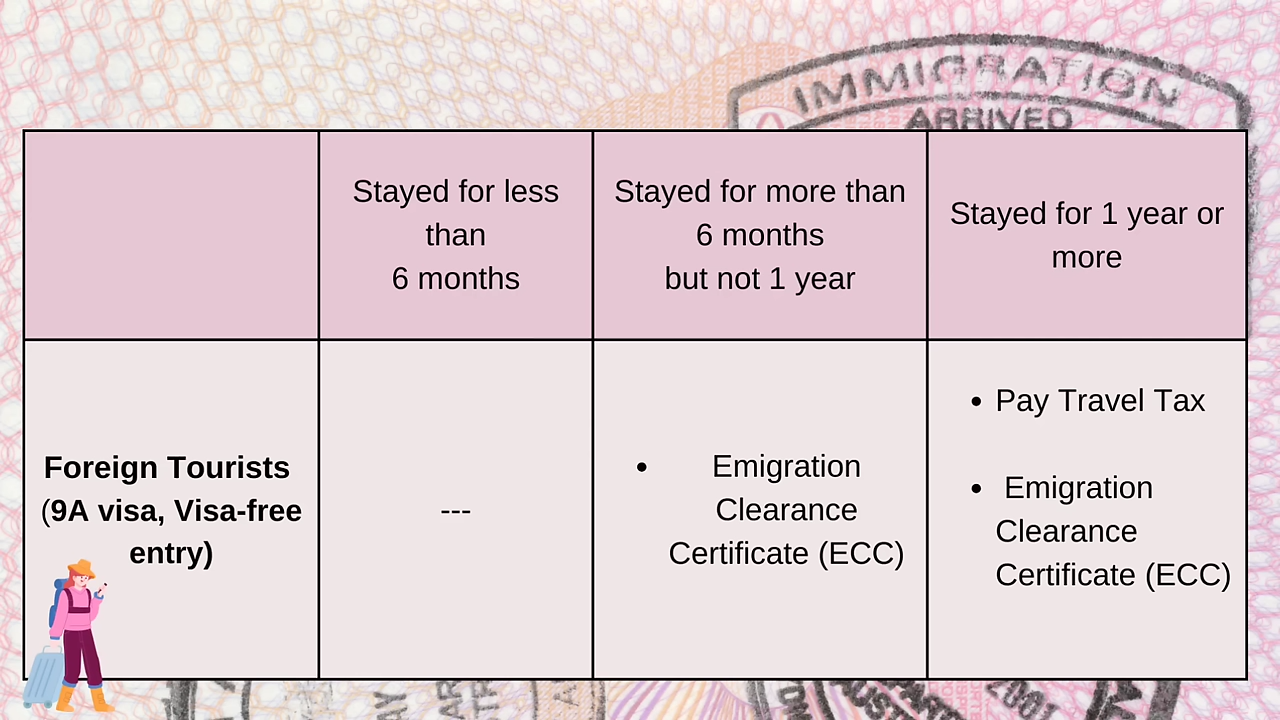 IMMIGRATION
ARRIVED
Stayed for less
than
6 months
Stayed for more than
6 months
but not 1 year
Stayed for 1 year or
more
Foreign Tourists
(9A visa, Visa-free
entry)
---
• Emigration
Clearance
Certificate (ECC)
• Pay Travel Tax
• Emigration
Clearance
Certificate (ECC)
2001